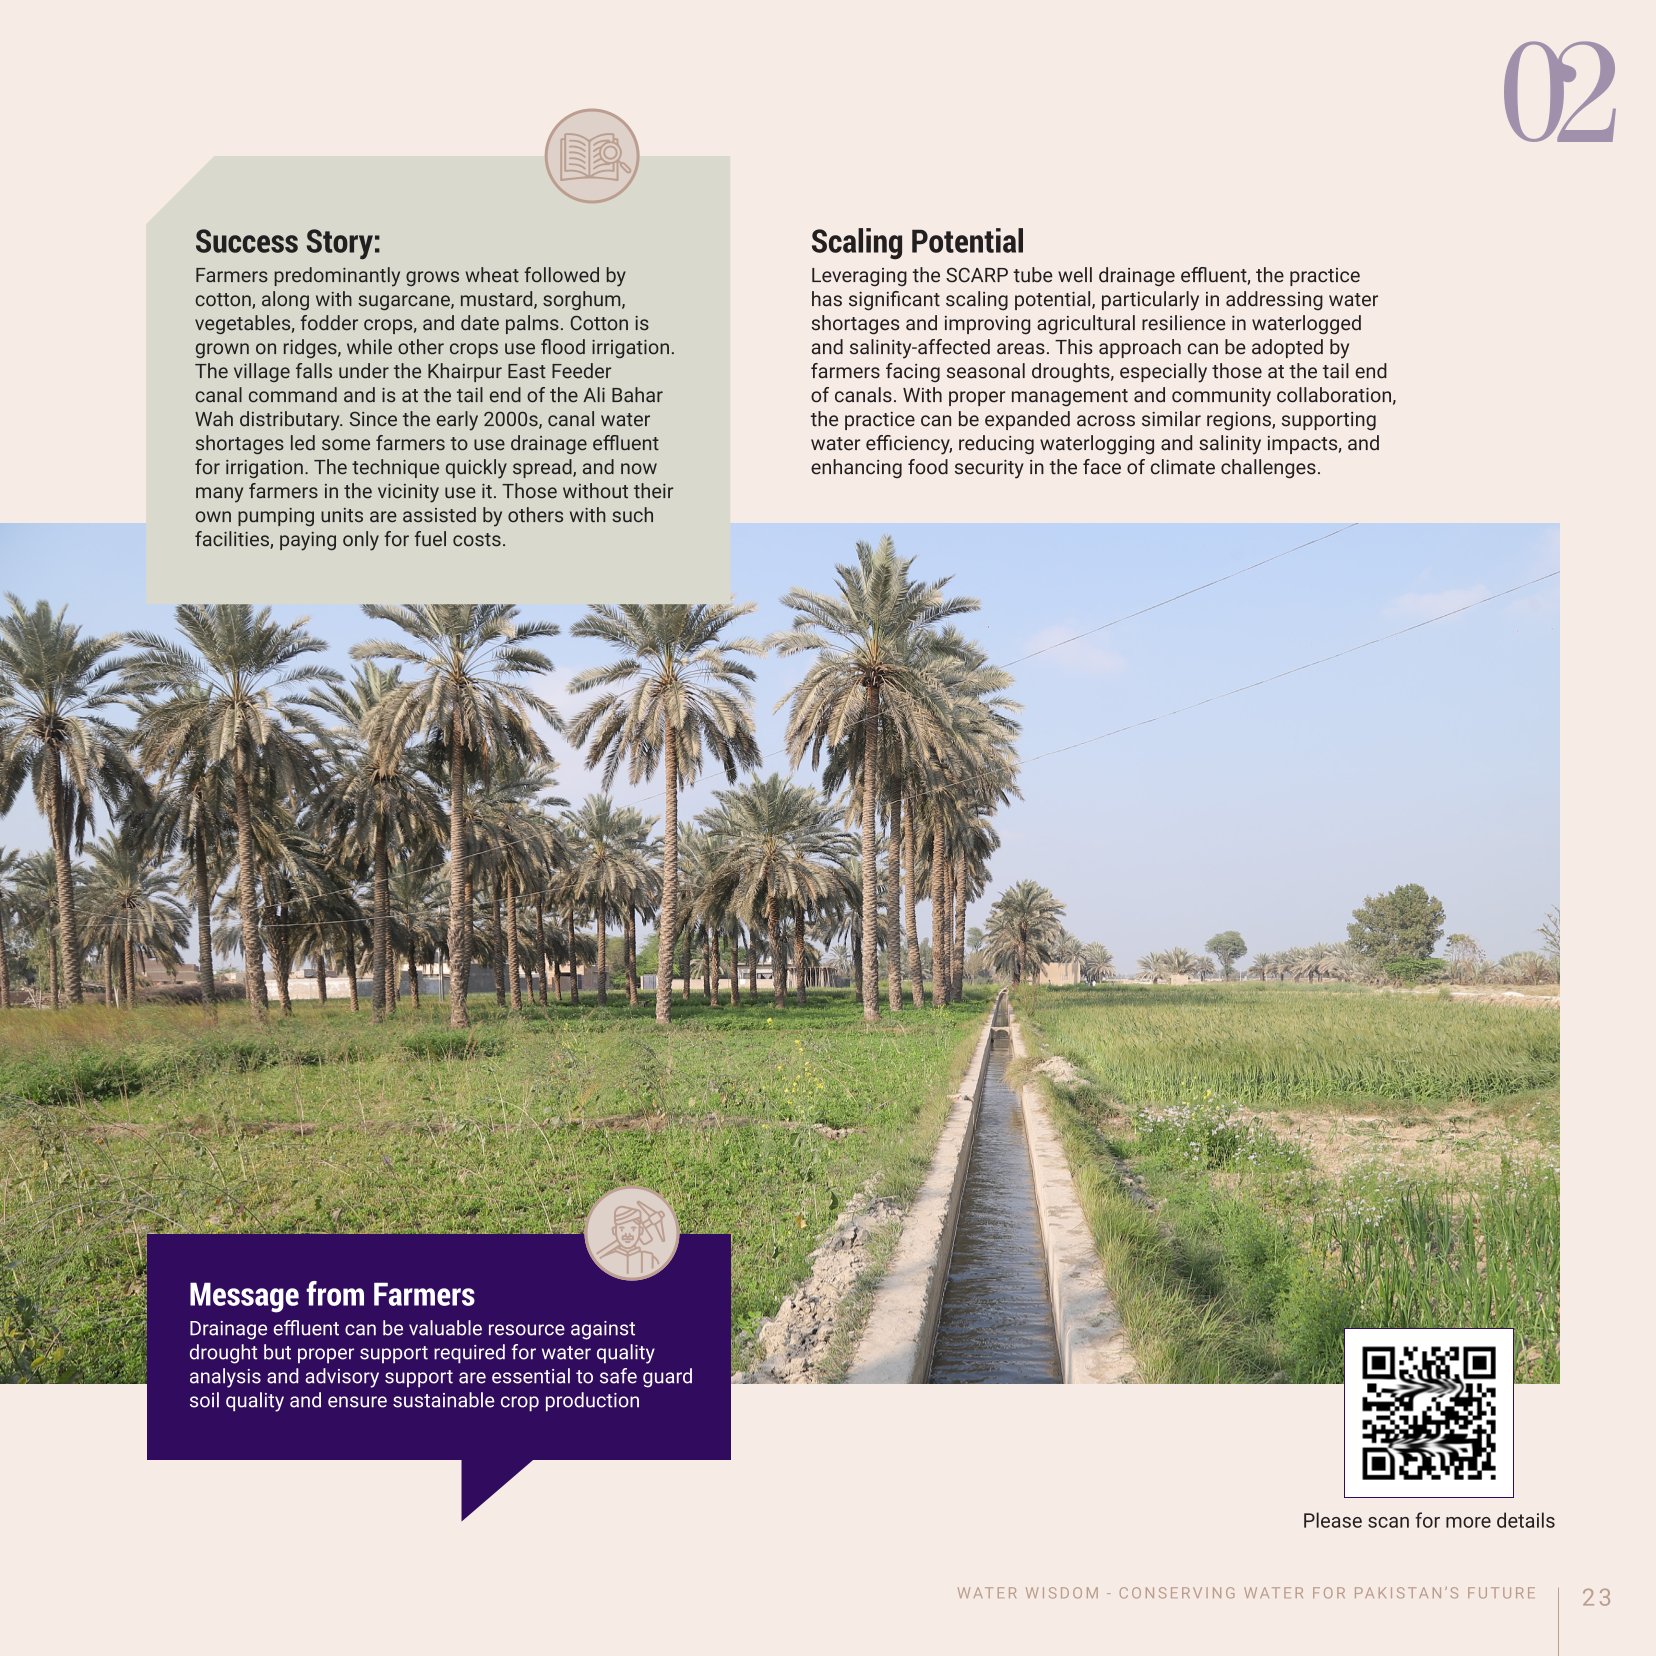 02
Success Story:
Farmers predominantly grows wheat followed by
cotton, along with sugarcane, mustard, sorghum,
vegetables, fodder crops, and date palms. Cotton is
grown on ridges, while other crops use flood irrigation.
The village falls under the Khairpur East Feeder
canal command and is at the tail end of the Ali Bahar
Wah distributary. Since the early 2000s, canal water
shortages led some farmers to use drainage effluent
for irrigation. The technique quickly spread, and now
many farmers in the vicinity use it. Those without their
own pumping units are assisted by others with such
facilities, paying only for fuel costs.
Scaling Potential
Leveraging the SCARP tube well drainage effluent, the practice
has significant scaling potential, particularly in addressing water
shortages and improving agricultural resilience in waterlogged
and salinity-affected areas. This approach can be adopted by
farmers facing seasonal droughts, especially those at the tail end
of canals. With proper management and community collaboration,
the practice can be expanded across similar regions, supporting
water efficiency, reducing waterlogging and salinity impacts, and
enhancing food security in the face of climate challenges.
Message from Farmers
Drainage effluent can be valuable resource against
drought but proper support required for water quality
analysis and advisory support are essential to safe guard
soil quality and ensure sustainable crop production
Please scan for more details
WATER WISDOM - CONSERVING WATER FOR PAKISTAN'S FUTURE
23